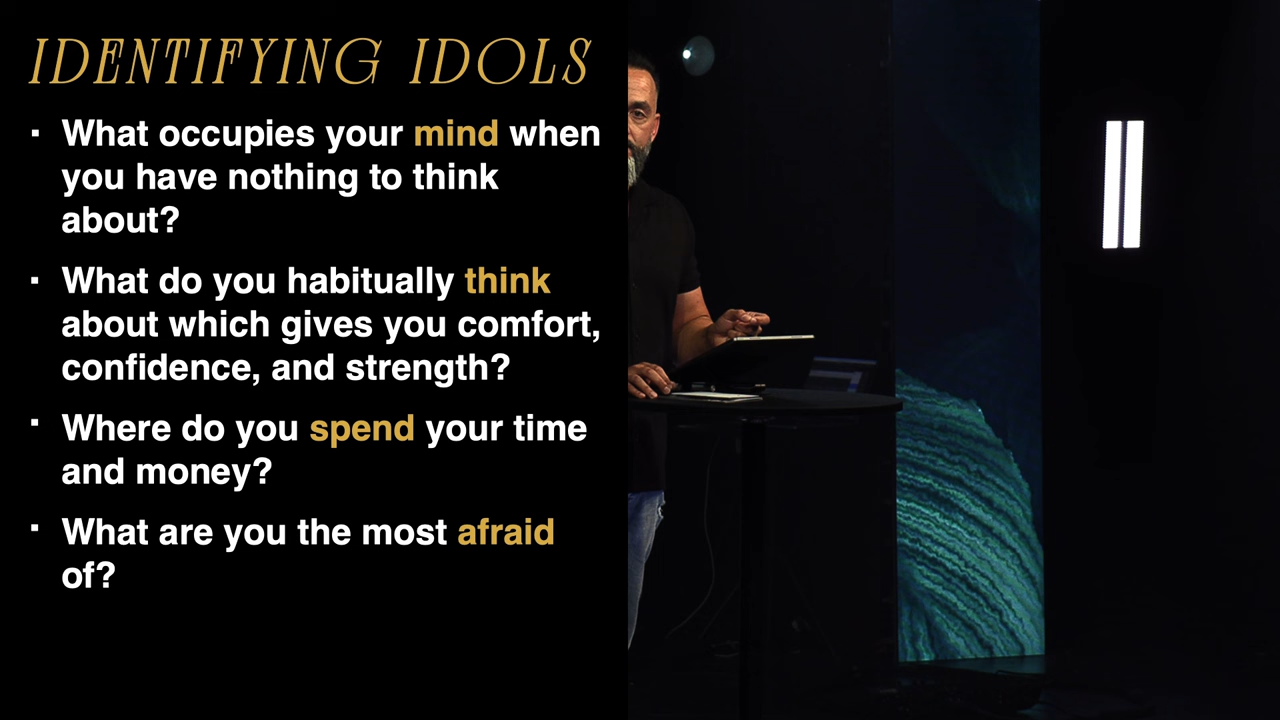 IDENTIFYING IDOLS
▪ What occupies your mind when
you have nothing to think
about?
▪ What do you habitually think
about which gives you comfort,
confidence, and strength?
▪ Where do you spend your time
and money?
▪ What are you the most afraid
of?